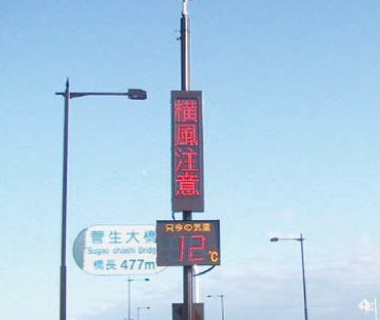 横風注意
只今の気温
12℃
菅生大橋
"Sugao ohashi Bridge
橋長 477m